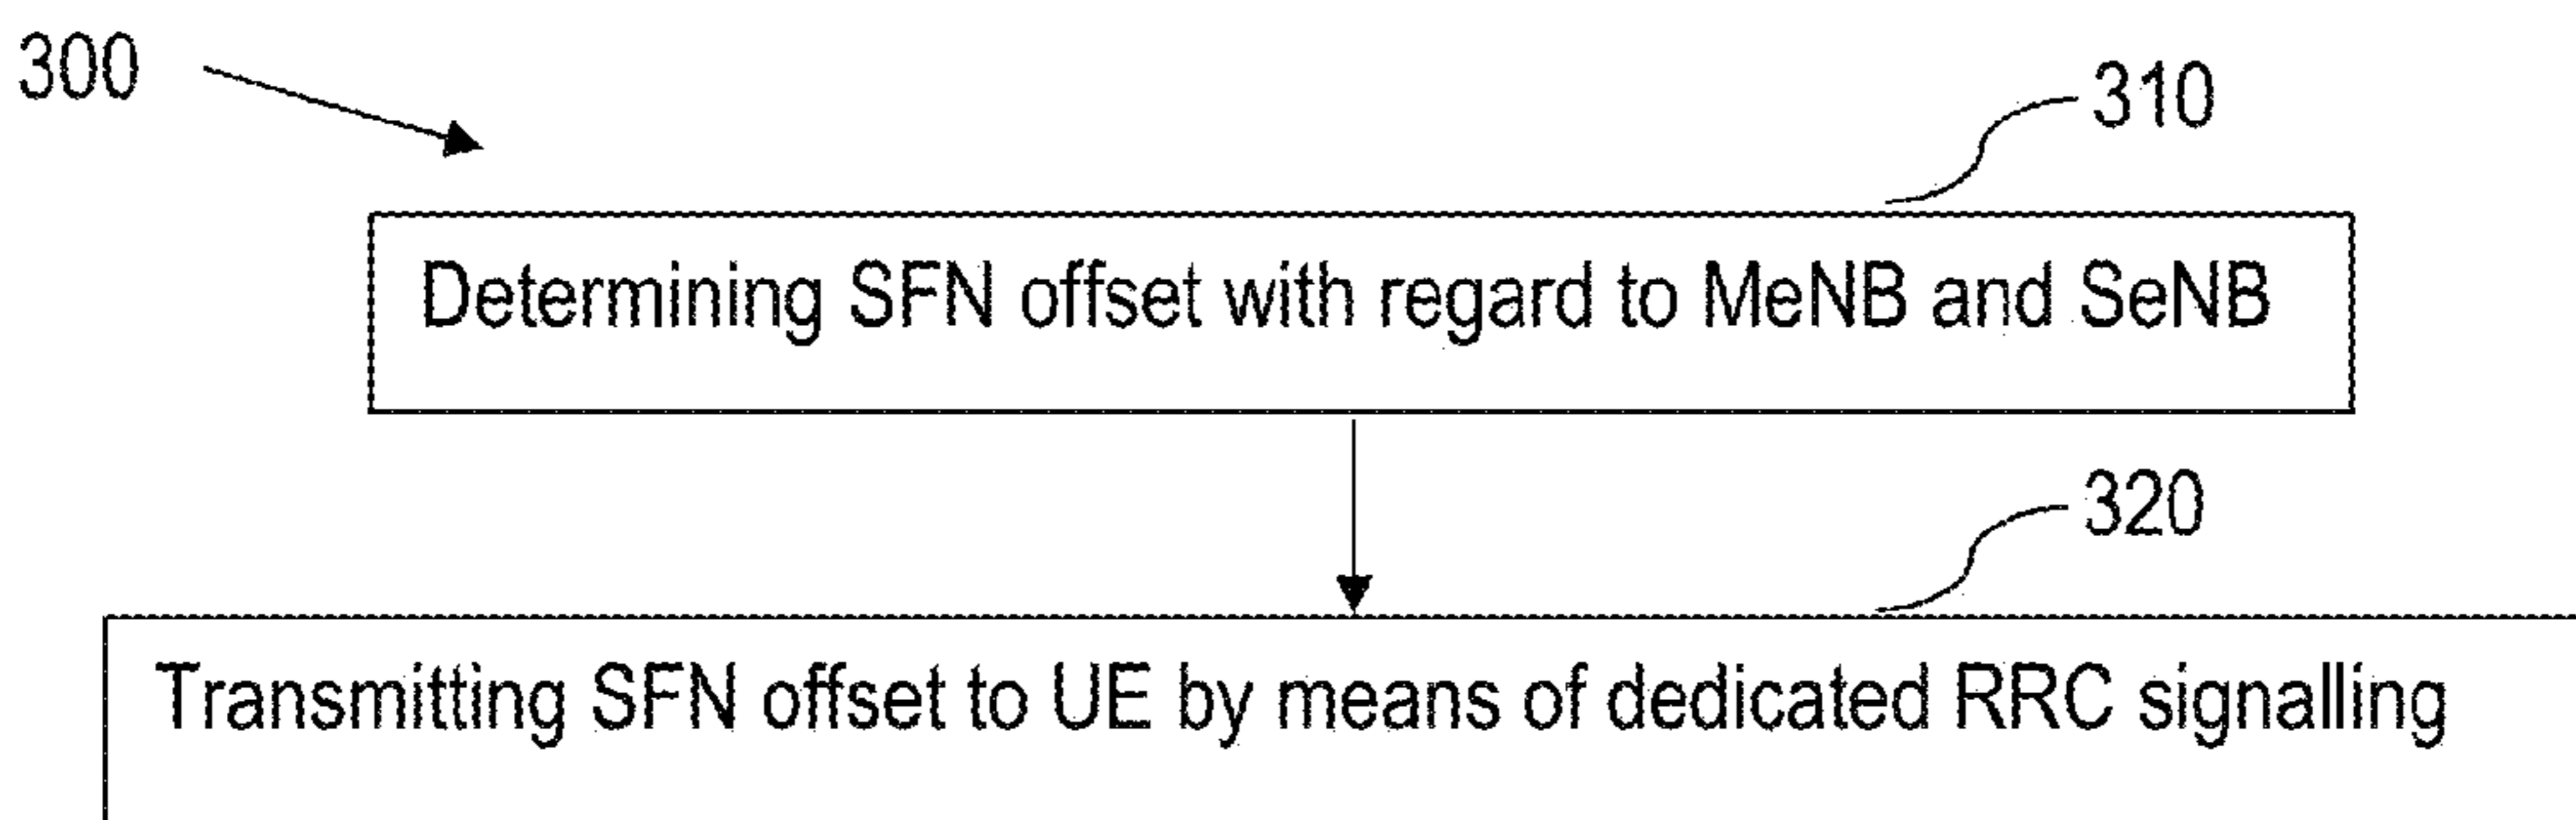 300
310
Determining SFN offset with regard to MeNB and SeNB
320
Transmitting SFN offset to UE by means of dedicated RRC signalling